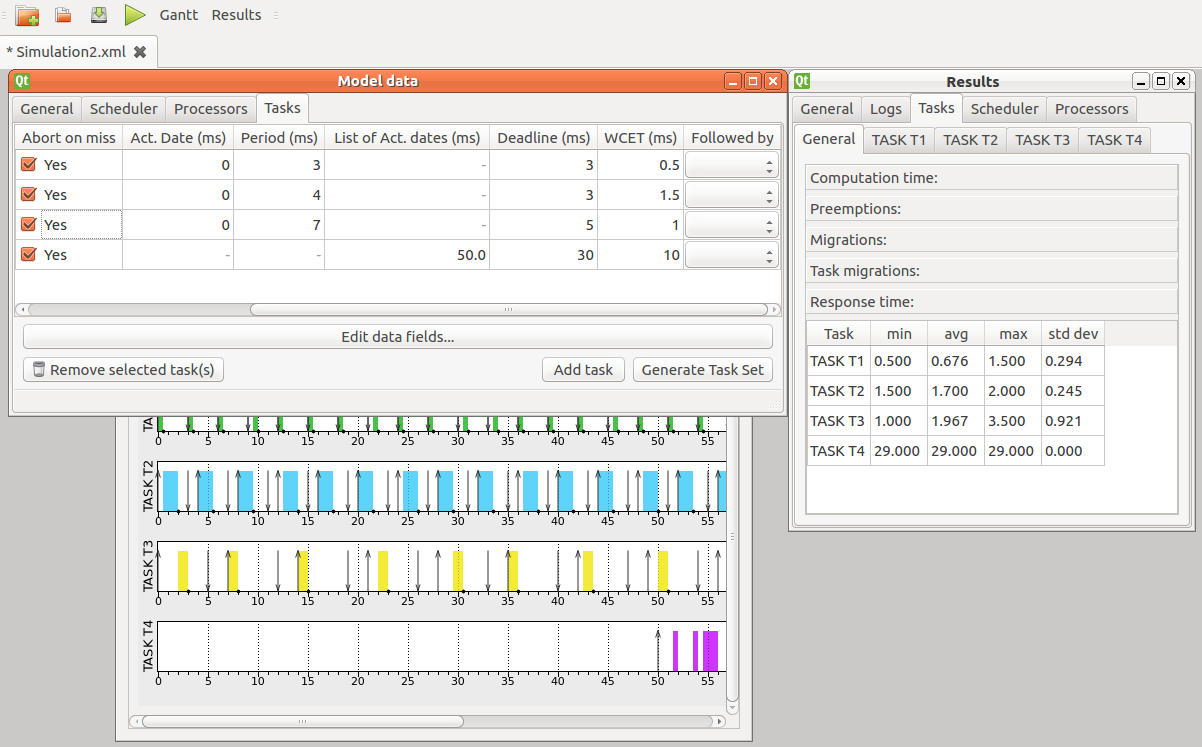 Gantt Results
* Simulation2.xml
Qt Model data
General Scheduler Processors Tasks
Abort on miss Act. Date (ms) Period (ms) List of Act. dates (ms) Deadline (ms) WCET (ms) Followed by
Yes 0 3 - 3 0.5
Yes 0 4 - 3 1.5
Yes 0 7 - 5 1
Yes - - 50.0 30 10
Edit data fields...
Remove selected task(s) Add task Generate Task Set
Qt Results
General Logs Tasks Scheduler Processors
General TASK T1 TASK T2 TASK T3 TASK T4
Computation time:
Preemptions:
Migrations:
Task migrations:
Response time:
Task min avg max std dev
TASK T1 0.500 0.676 1.500 0.294
TASK T2 1.500 1.700 2.000 0.245
TASK T3 1.000 1.967 3.500 0.921
TASK T4 29.000 29.000 29.000 0.000
0 5 10 15 20 25 30 35 40 45 50 55
TASK T2
0 5 10 15 20 25 30 35 40 45 50 55
TASK T3
0 5 10 15 20 25 30 35 40 45 50 55
TASK T4
0 5 10 15 20 25 30 35 40 45 50 55